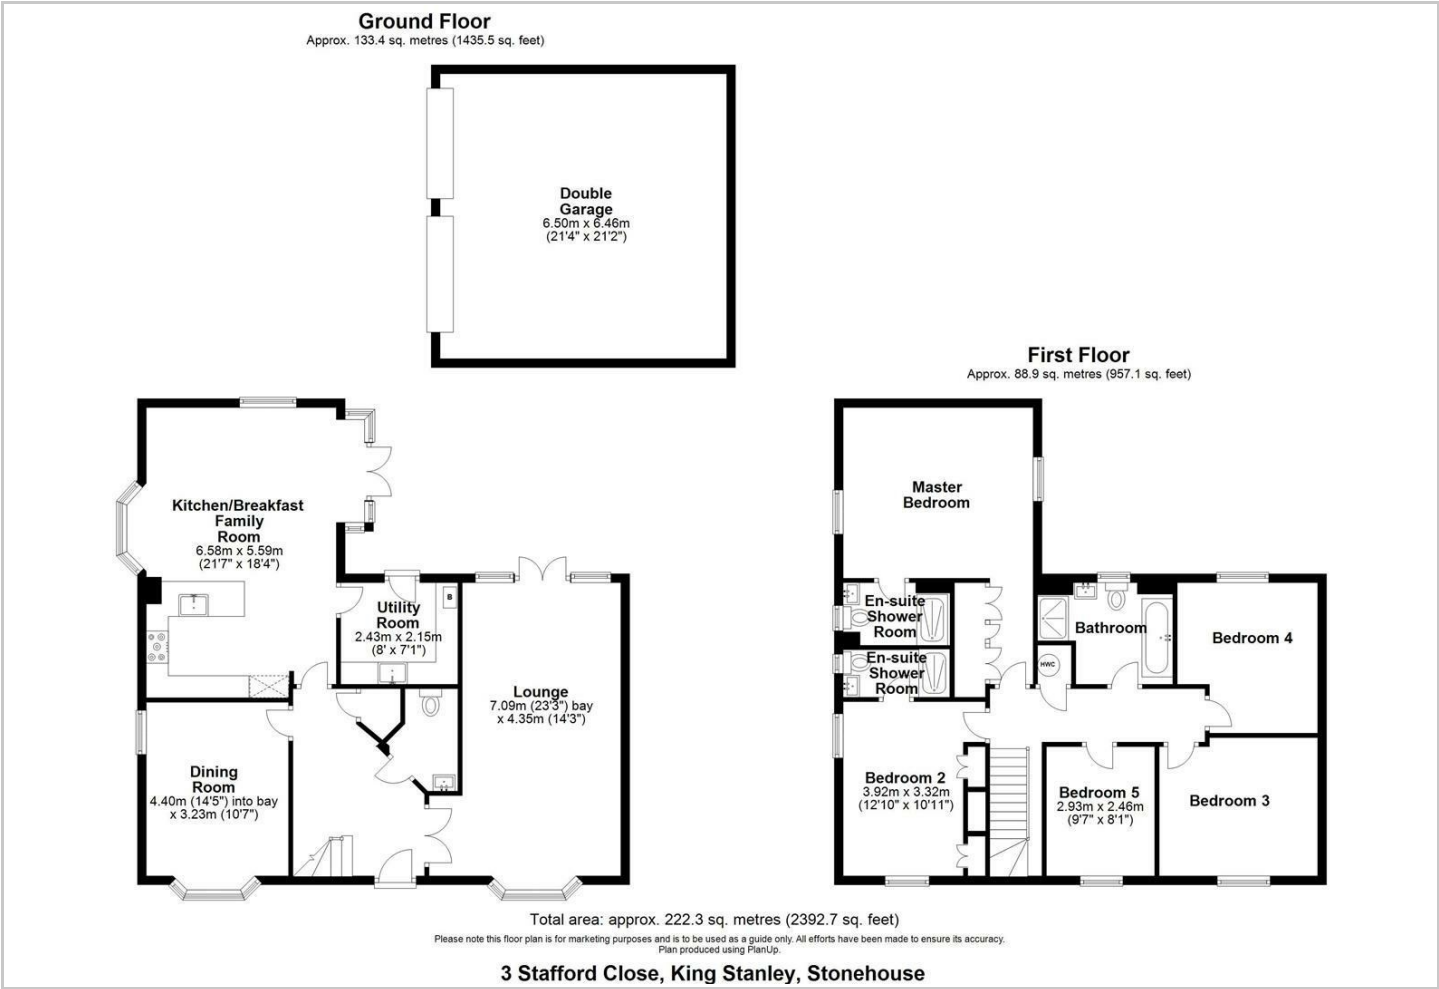 Ground Floor
Approx. 133.4 sq. metres (1435.5 sq. feet)
Double
Garage
6.50m x 6.46m
(21'4" x 21'2")
First Floor
Approx. 88.9 sq. metres (957.1 sq. feet)
Kitchen/Breakfast
Family
Room
6.58m x 5.59m
(21'7" x 18'4")
B
Utility
Room
2.43m x 2.15m
(8' x 7'1")
Lounge
7.09m (23'3") bay
x 4.35m (14'3")
Dining
Room
4.40m (14'5") into bay
x 3.23m (10'7")
Master
Bedroom
En-suite
Shower
Room
En-suite
Shower
Room
Bathroom
HWC
Bedroom 4
Bedroom 2
3.92m x 3.32m
(12'10" x 10'11")
Bedroom 5
2.93m x 2.46m
(9'7" x 8'1")
Bedroom 3
Total area: approx. 222.3 sq. metres (2392.7 sq. feet)
Please note this floor plan is for marketing purposes and is to be used as a guide only. All efforts have been made to ensure its accuracy.
Plan produced using PlanUp.
3 Stafford Close, King Stanley, Stonehouse